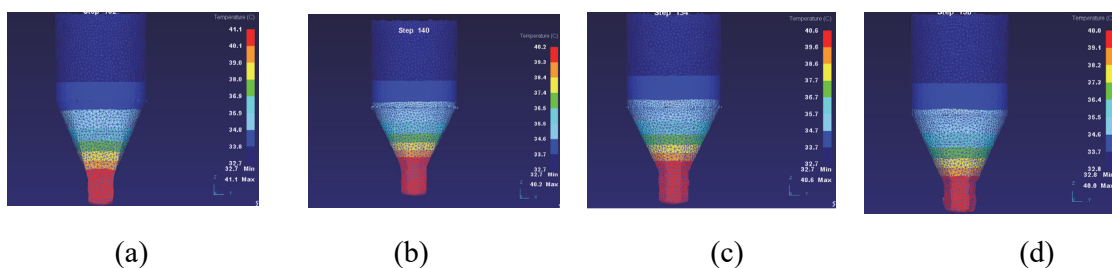 Temperature (C)
41.1
40.1
39.0
38.0
36.9
35.9
34.8
33.8
32.7
32.7 Min
41.1 Max
Z
Y
Step 140
Temperature (C)
39.3
38.4
37.4
36.5
35.6
34.6
33.7
32.7
32.7 Min
40.2 Max
Z
Temperature (C)
40.6
39.6
38.6
37.7
36.7
35.7
34.7
33.7
32.7
32.7 Min
40.6 Max
Z
Temperature (C)
40.0
39.1
38.2
37.3
36.4
35.5
34.6
33.7
32.8
32.8 Min
40.0 Max
Z
(a)
(b)
(c)
(d)